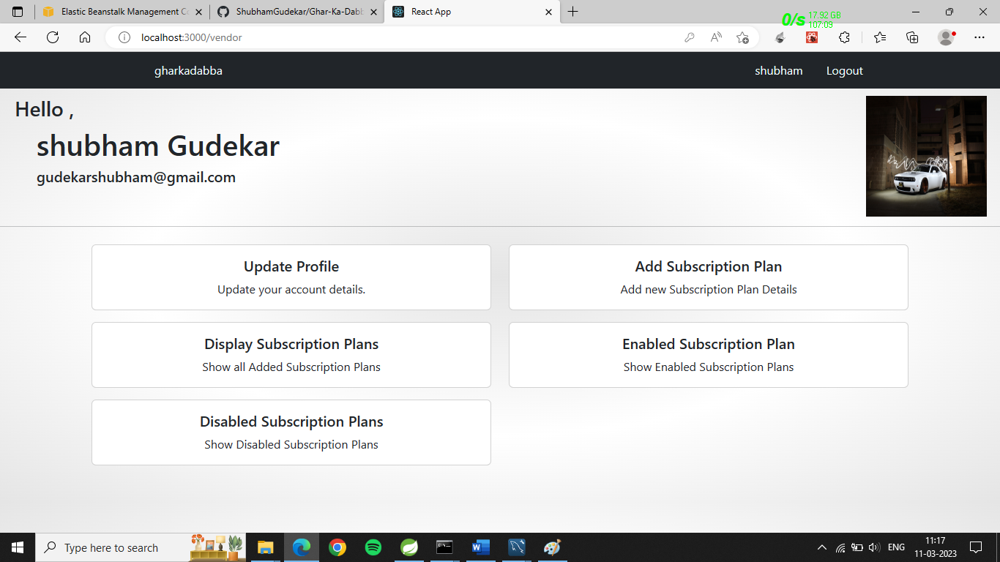 Elastic Beanstalk Management Co
ShubhamGudekar/Ghar-Ka-Dabb
React App
0/s
17.92 GB
107:09
localhost:3000/vendor
gharkadabba
shubham
Logout
Hello ,
shubham Gudekar
gudekarshubham@gmail.com
Update Profile
Update your account details.
Add Subscription Plan
Add new Subscription Plan Details
Display Subscription Plans
Show all Added Subscription Plans
Enabled Subscription Plan
Show Enabled Subscription Plans
Disabled Subscription Plans
Show Disabled Subscription Plans
Type here to search
ENG
11:17
11-03-2023